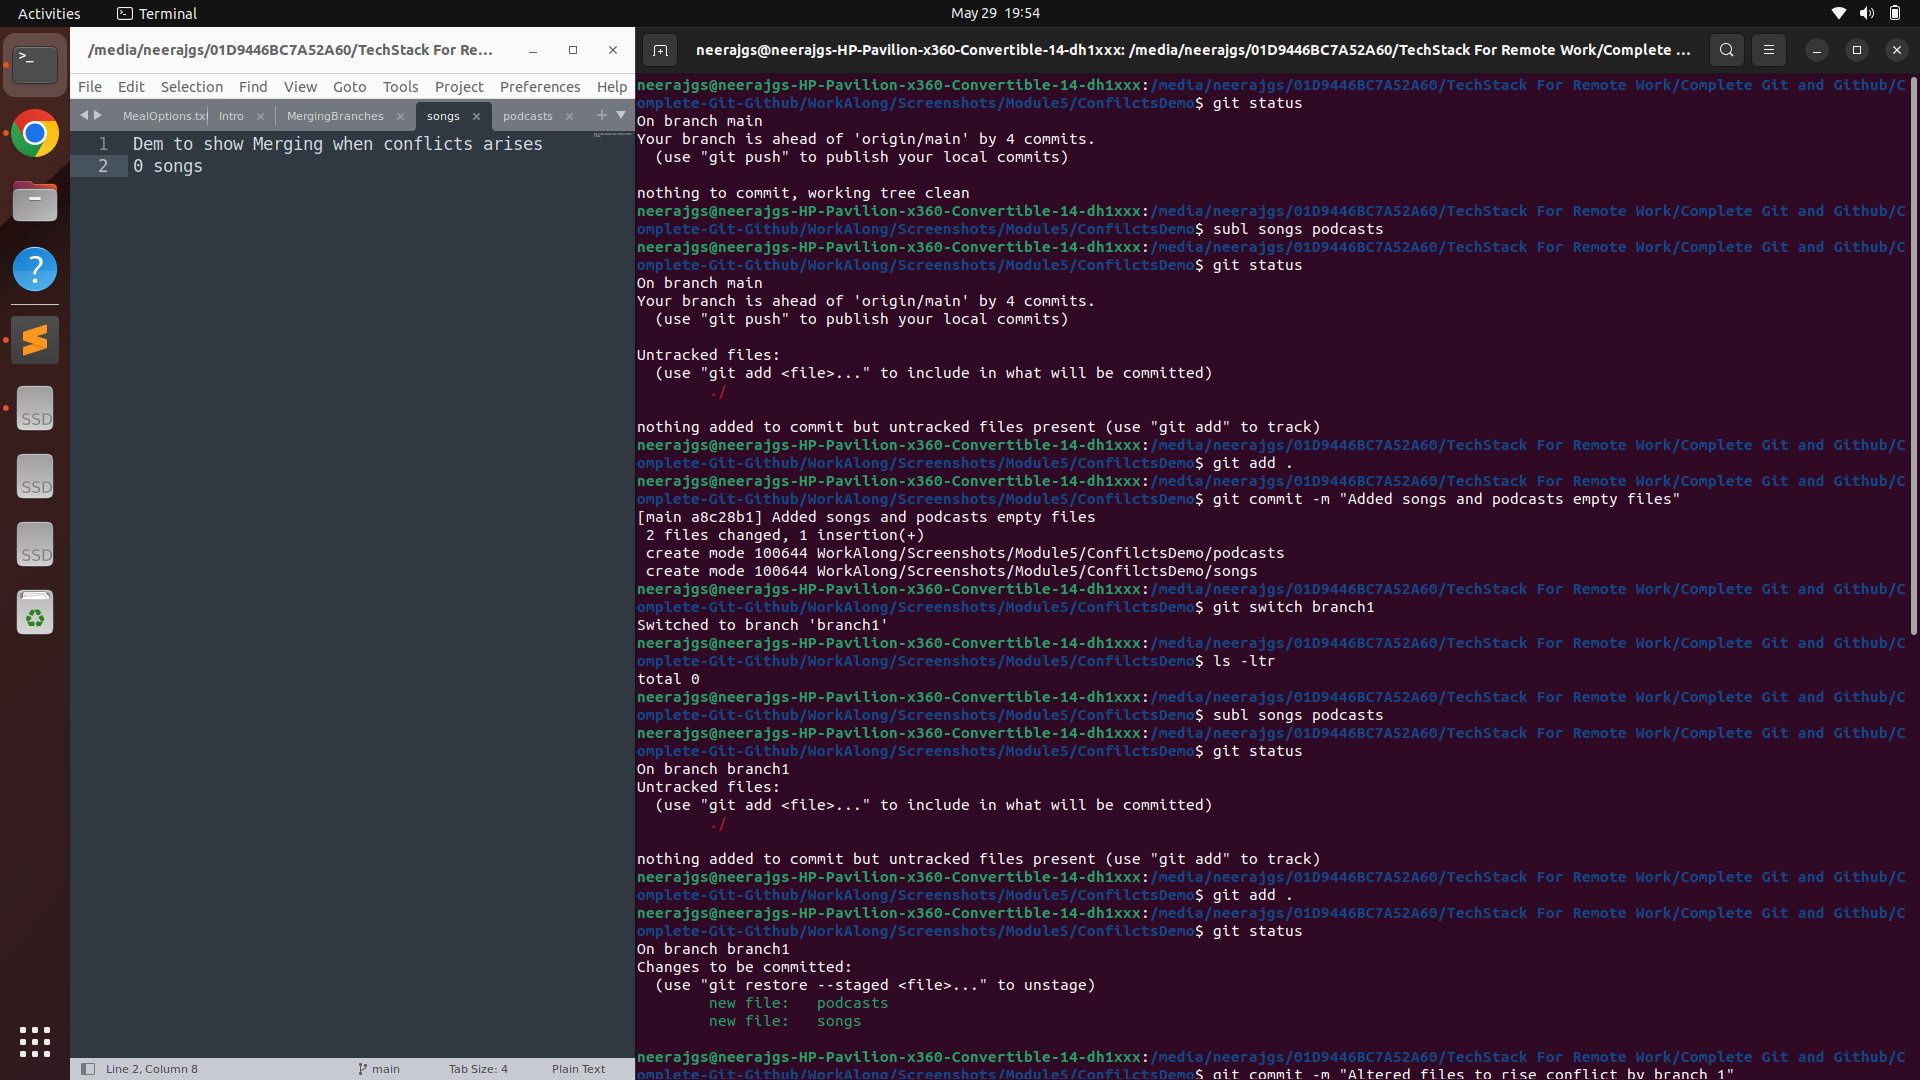 Activities
Terminal
May 29 19:54
/media/neerajgs/01D9446BC7A52A60/TechStack For Re...
File Edit Selection Find View Goto Tools Project Preferences Help
MealOptions.txt Intro MergingBranches songs podcasts
1 Dem to show Merging when conflicts arises
2 0 songs
SSD
SSD
SSD
Line 2, Column 8 main Tab Size: 4 Plain Text
neerajgs@neerajgs-HP-Pavilion-x360-Convertible-14-dh1xxx: /media/neerajgs/01D9446BC7A52A60/TechStack For Remote Work/Complete ...
neerajgs@neerajgs-HP-Pavilion-x360-Convertible-14-dh1xxx:/media/neerajgs/01D9446BC7A52A60/TechStack For Remote Work/Complete Git and Github/C
omplete-Git-Github/WorkAlong/Screenshots/Module5/ConfilctsDemo$ git status
On branch main
Your branch is ahead of 'origin/main' by 4 commits.
(use "git push" to publish your local commits)
nothing to commit, working tree clean
neerajgs@neerajgs-HP-Pavilion-x360-Convertible-14-dh1xxx:/media/neerajgs/01D9446BC7A52A60/TechStack For Remote Work/Complete Git and Github/C
omplete-Git-Github/WorkAlong/Screenshots/Module5/ConfilctsDemo$ subl songs podcasts
neerajgs@neerajgs-HP-Pavilion-x360-Convertible-14-dh1xxx:/media/neerajgs/01D9446BC7A52A60/TechStack For Remote Work/Complete Git and Github/C
omplete-Git-Github/WorkAlong/Screenshots/Module5/ConfilctsDemo$ git status
On branch main
Your branch is ahead of 'origin/main' by 4 commits.
(use "git push" to publish your local commits)
Untracked files:
(use "git add <file>..." to include in what will be committed)
./
nothing added to commit but untracked files present (use "git add" to track)
neerajgs@neerajgs-HP-Pavilion-x360-Convertible-14-dh1xxx:/media/neerajgs/01D9446BC7A52A60/TechStack For Remote Work/Complete Git and Github/C
omplete-Git-Github/WorkAlong/Screenshots/Module5/ConfilctsDemo$ git add .
neerajgs@neerajgs-HP-Pavilion-x360-Convertible-14-dh1xxx:/media/neerajgs/01D9446BC7A52A60/TechStack For Remote Work/Complete Git and Github/C
omplete-Git-Github/WorkAlong/Screenshots/Module5/ConfilctsDemo$ git commit -m "Added songs and podcasts empty files"
[main a8c28b1] Added songs and podcasts empty files
2 files changed, 1 insertion(+)
create mode 100644 WorkAlong/Screenshots/Module5/ConfilctsDemo/podcasts
create mode 100644 WorkAlong/Screenshots/Module5/ConfilctsDemo/songs
neerajgs@neerajgs-HP-Pavilion-x360-Convertible-14-dh1xxx:/media/neerajgs/01D9446BC7A52A60/TechStack For Remote Work/Complete Git and Github/C
omplete-Git-Github/WorkAlong/Screenshots/Module5/ConfilctsDemo$ git switch branch1
Switched to branch 'branch1'
neerajgs@neerajgs-HP-Pavilion-x360-Convertible-14-dh1xxx:/media/neerajgs/01D9446BC7A52A60/TechStack For Remote Work/Complete Git and Github/C
omplete-Git-Github/WorkAlong/Screenshots/Module5/ConfilctsDemo$ ls -ltr
total 0
neerajgs@neerajgs-HP-Pavilion-x360-Convertible-14-dh1xxx:/media/neerajgs/01D9446BC7A52A60/TechStack For Remote Work/Complete Git and Github/C
omplete-Git-Github/WorkAlong/Screenshots/Module5/ConfilctsDemo$ subl songs podcasts
neerajgs@neerajgs-HP-Pavilion-x360-Convertible-14-dh1xxx:/media/neerajgs/01D9446BC7A52A60/TechStack For Remote Work/Complete Git and Github/C
omplete-Git-Github/WorkAlong/Screenshots/Module5/ConfilctsDemo$ git status
On branch branch1
Untracked files:
(use "git add <file>..." to include in what will be committed)
./
nothing added to commit but untracked files present (use "git add" to track)
neerajgs@neerajgs-HP-Pavilion-x360-Convertible-14-dh1xxx:/media/neerajgs/01D9446BC7A52A60/TechStack For Remote Work/Complete Git and Github/C
omplete-Git-Github/WorkAlong/Screenshots/Module5/ConfilctsDemo$ git add .
neerajgs@neerajgs-HP-Pavilion-x360-Convertible-14-dh1xxx:/media/neerajgs/01D9446BC7A52A60/TechStack For Remote Work/Complete Git and Github/C
omplete-Git-Github/WorkAlong/Screenshots/Module5/ConfilctsDemo$ git status
On branch branch1
Changes to be committed:
(use "git restore --staged <file>..." to unstage)
new file: podcasts
new file: songs
neerajgs@neerajgs-HP-Pavilion-x360-Convertible-14-dh1xxx:/media/neerajgs/01D9446BC7A52A60/TechStack For Remote Work/Complete Git and Github/C
omplete-Git-Github/WorkAlong/Screenshots/Module5/ConfilctsDemo$ git commit -m "Altered files to rise conflict by branch 1"